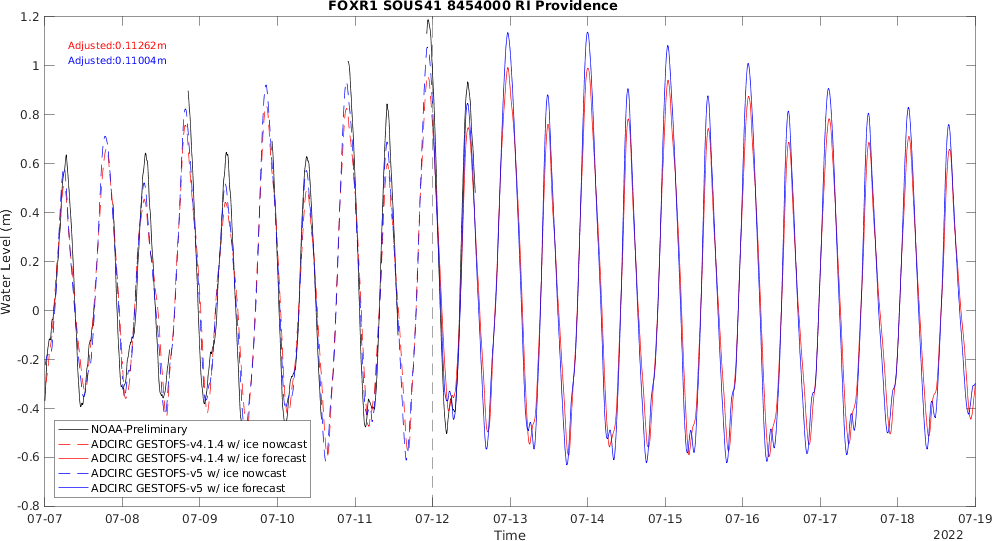 FOXR1 SOUS41 8454000 RI Providence
1.2
1
0.8
0.6
0.4
0.2
0
-0.2
-0.4
-0.6
-0.8
Water Level (m)
Adjusted:0.11262m
Adjusted:0.11004m
NOAA-Preliminary
ADCIRC GESTOFS-v4.1.4 w/ ice nowcast
ADCIRC GESTOFS-v4.1.4 w/ ice forecast
ADCIRC GESTOFS-v5 w/ ice nowcast
ADCIRC GESTOFS-v5 w/ ice forecast
07-07 07-08 07-09 07-10 07-11 07-12 07-13 07-14 07-15 07-16 07-17 07-18 07-19
Time
2022